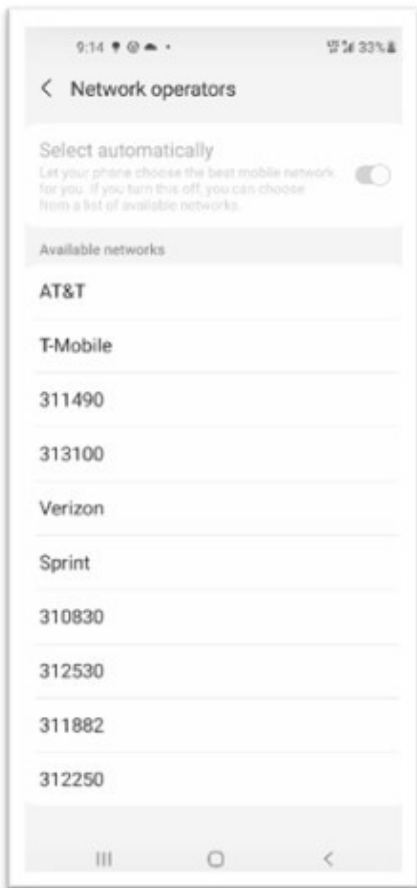 9:14
33%
Network operators
Select automatically
Let your phone choose the best mobile network
for you. If you turn this off, you can choose
from a list of available networks.
Available networks
AT&T
T-Mobile
311490
313100
Verizon
Sprint
310830
312530
311882
312250